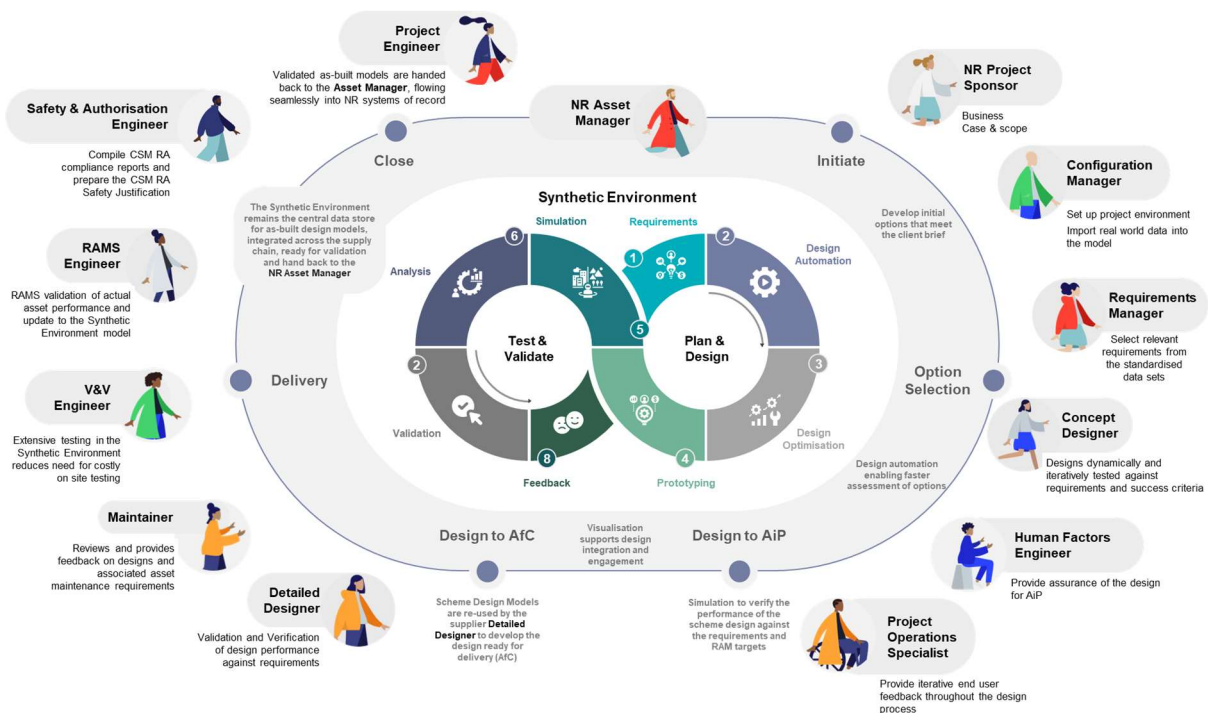 Project
Engineer
Validated as-built models are handed
back to the Asset Manager, flowing
seamlessly into NR systems of record
NR Asset
Manager
NR Project
Sponsor
Business
Case & scope
Safety & Authorisation
Engineer
Compile CSM RA
compliance reports and
prepare the CSM RA
Safety Justification
Close
Initiate
Configuration
Manager
Set up project environment
Import real world data into
the model
The Synthetic Environment
remains the central data store
for as-built design models,
integrated across the supply
chain, ready for validation
and hand back to the
NR Asset Manager
Synthetic Environment
Simulation
Requirements
6
1
2
Design
Automation
Analysis
Develop initial
options that meet
the client brief
RAMS
Engineer
RAMS validation of actual
asset performance and
update to the Synthetic
Environment model
Requirements
Manager
Select relevant
requirements from
the standardised
data sets
Test &
Validate
5
Plan &
Design
2
3
Delivery
Option
Selection
V&V
Engineer
Extensive testing in the
Synthetic Environment
reduces need for costly
on site testing
Validation
Design
Optimisation
8
4
Feedback
Prototyping
Concept
Designer
Designs dynamically and
iteratively tested against
requirements and success criteria
Design automation
enabling faster
assessment of options
Maintainer
Reviews and provides
feedback on designs and
associated asset
maintenance requirements
Design to AfC
Visualisation
supports design
integration and
engagement
Design to AiP
Human Factors
Engineer
Provide assurance of the design
for AiP
Detailed
Designer
Validation and Verification
of design performance
against requirements
Scheme Design Models
are re-used by the
supplier Detailed
Designer to develop the
design ready for
delivery (AfC)
Simulation to verify the
performance of the
scheme design against
the requirements and
RAM targets
Project
Operations
Specialist
Provide iterative end user
feedback throughout the design
process